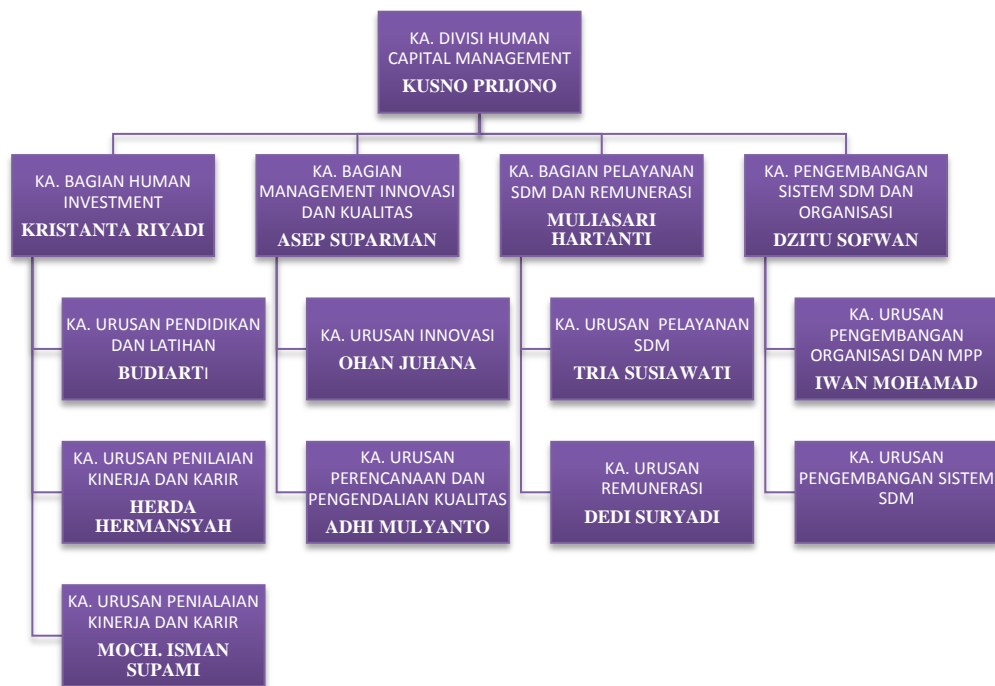 KA. DIVISI HUMAN
CAPITAL MANAGEMENT
KUSNO PRIJONO
KA. BAGIAN HUMAN
INVESTMENT
KRISTANTA RIYADI
KA. BAGIAN
MANAGEMENT INNOVASI
DAN KUALITAS
ASEP SUPARMAN
KA. BAGIAN PELAYANAN
SDM DAN REMUNERASI
MULIASARI
HARTANTI
KA. PENGEMBANGAN
SISTEM SDM DAN
ORGANISASI
DZITU SOFWAN
KA. URUSAN PENDIDIKAN
DAN LATIHAN
BUDIARTI
KA. URUSAN INNOVASI
OHAN JUHANA
KA. URUSAN  PELAYANAN
SDM
TRIA SUSIAWATI
KA. URUSAN
PENGEMBANGAN
ORGANISASI DAN MPP
IWAN MOHAMAD
KA. URUSAN PENILAIAN
KINERJA DAN KARIR
HERDA
HERMANSYAH
KA. URUSAN
PERENCANAAN DAN
PENGENDALIAN KUALITAS
ADHI MULYANTO
KA. URUSAN
REMUNERASI
DEDI SURYADI
KA. URUSAN
PENGEMBANGAN SISTEM
SDM
KA. URUSAN PENIALAIAN
KINERJA DAN KARIR
MOCH. ISMAN
SUPAMI